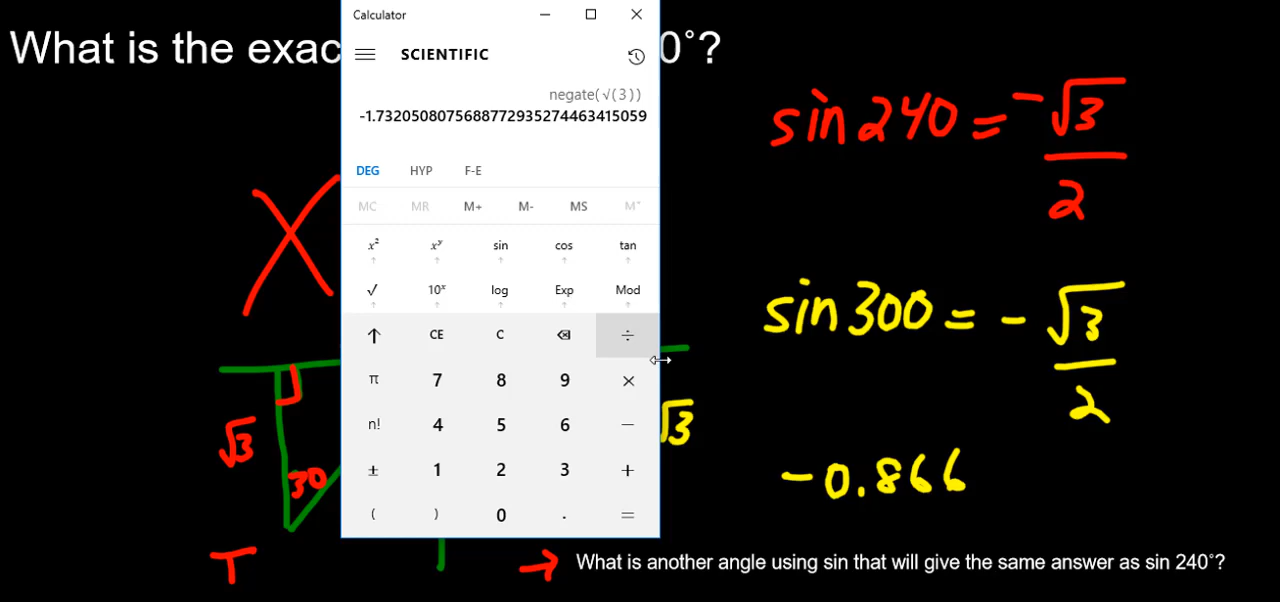 What is the exac
0°?
Calculator
SCIENTIFIC
negate( √( 3 ) )
-1.7320508075688772935274463415059
DEG HYP F-E
MC MR M+ M- MS M˅
x² xʸ sin cos tan
√ 10ˣ log Exp Mod
↑ CE C ⌫ ÷
π 7 8 9 ×
n! 4 5 6 −
± 1 2 3 +
( ) 0 . =
sin 240 = -√3
2
sin 300 = - √3
2
-0.866
√3
30
√3
T
→ What is another angle using sin that will give the same answer as sin 240°?